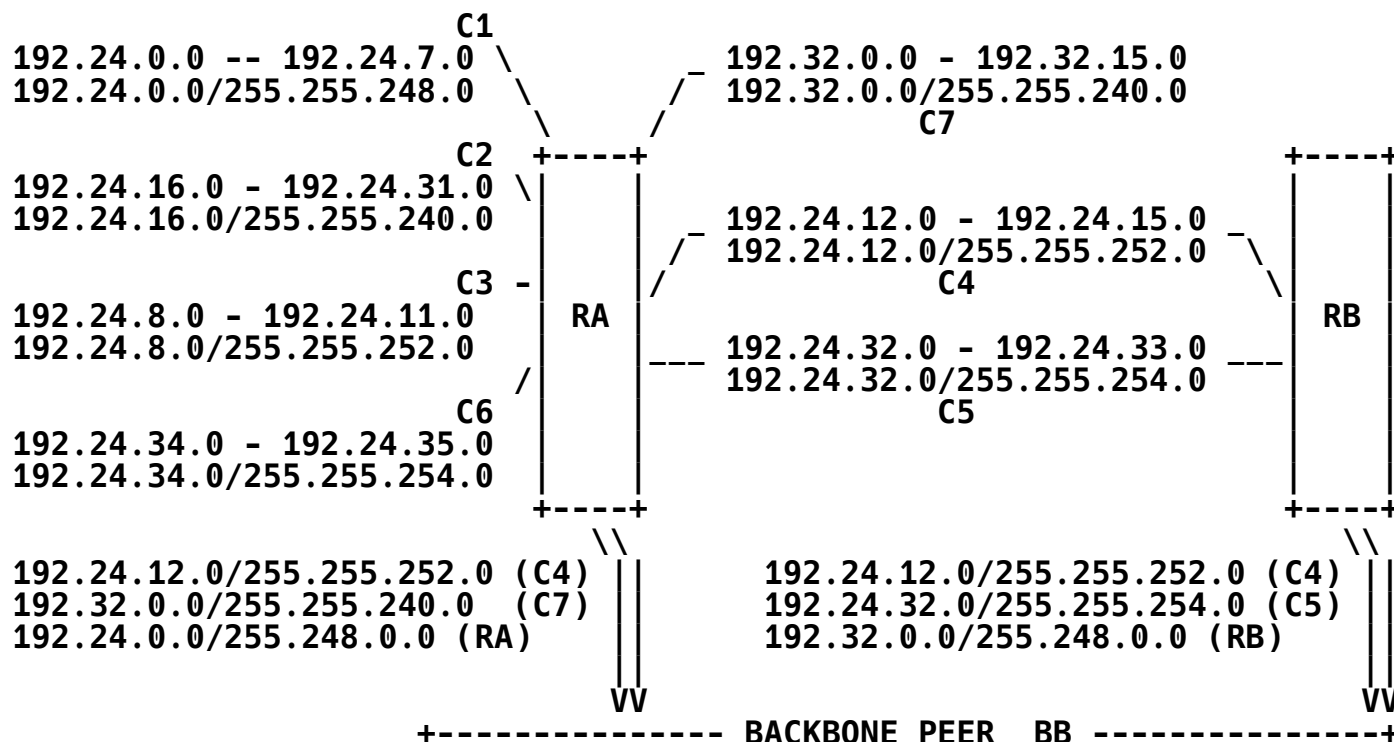 C1
192.24.0.0 -- 192.24.7.0 \ _ 192.32.0.0 - 192.32.15.0
192.24.0.0/255.255.248.0 \ / 192.32.0.0/255.255.240.0
\ / C7
C2 +----+ +----+
192.24.16.0 - 192.24.31.0 \| | | |
192.24.16.0/255.255.240.0 | | _ 192.24.12.0 - 192.24.15.0 _ | |
| | / 192.24.12.0/255.255.252.0 \ | |
C3 -| |/ C4 \| |
192.24.8.0 - 192.24.11.0 | RA | | RB |
192.24.8.0/255.255.252.0 | |___ 192.24.32.0 - 192.24.33.0 ___| |
/| | 192.24.32.0/255.255.254.0 | |
C6 | | C5 | |
192.24.34.0 - 192.24.35.0 | | | |
192.24.34.0/255.255.254.0 | | | |
+----+ +----+
\\ \\
192.24.12.0/255.255.252.0 (C4) || 192.24.12.0/255.255.252.0 (C4) ||
192.32.0.0/255.255.240.0 (C7) || 192.24.32.0/255.255.254.0 (C5) ||
192.24.0.0/255.248.0.0 (RA) || 192.32.0.0/255.248.0.0 (RB) ||
|| ||
VV VV
+--------------- BACKBONE PEER BB ---------------+